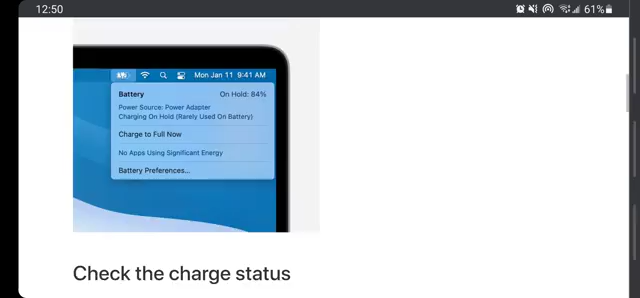 12:50
61%
Mon Jan 11 9:41 AM
Battery On Hold: 84%
Power Source: Power Adapter
Charging On Hold (Rarely Used On Battery)
Charge to Full Now
No Apps Using Significant Energy
Battery Preferences...
Check the charge status